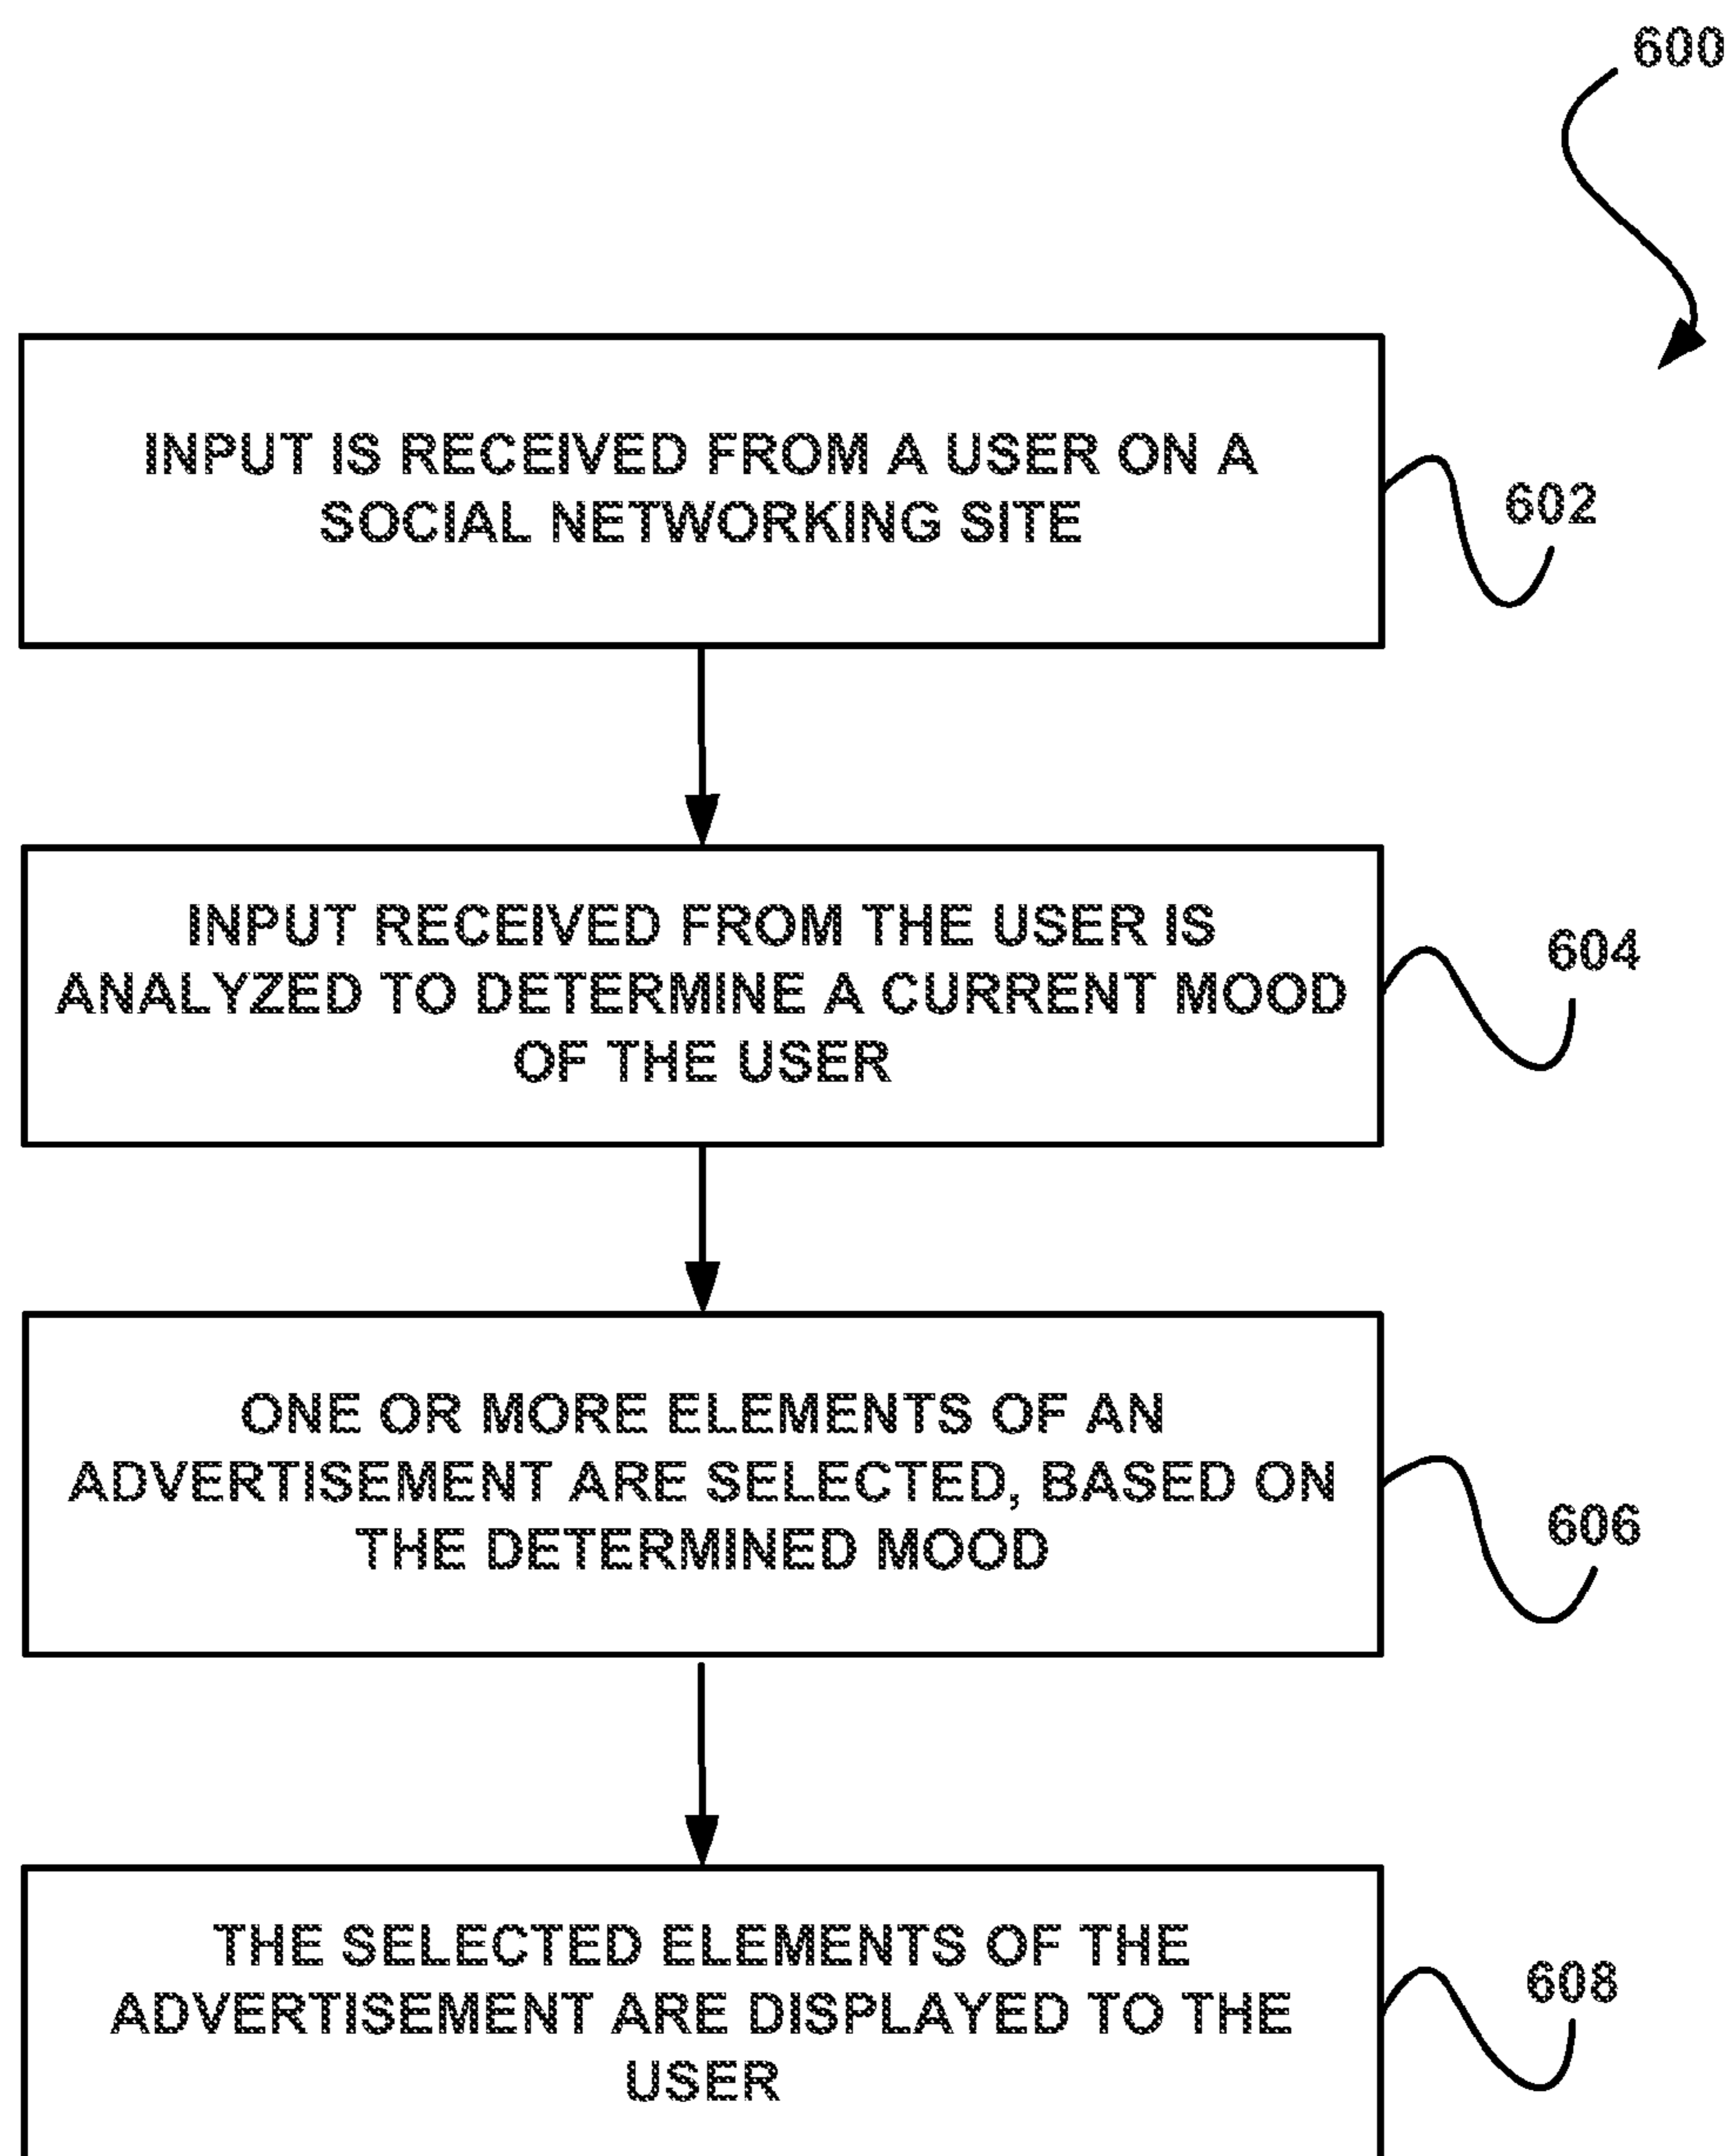 600
INPUT IS RECEIVED FROM A USER ON A
SOCIAL NETWORKING SITE
602
INPUT RECEIVED FROM THE USER IS
ANALYZED TO DETERMINE A CURRENT MOOD
OF THE USER
604
ONE OR MORE ELEMENTS OF AN
ADVERTISEMENT ARE SELECTED, BASED ON
THE DETERMINED MOOD
606
THE SELECTED ELEMENTS OF THE
ADVERTISEMENT ARE DISPLAYED TO THE
USER
608